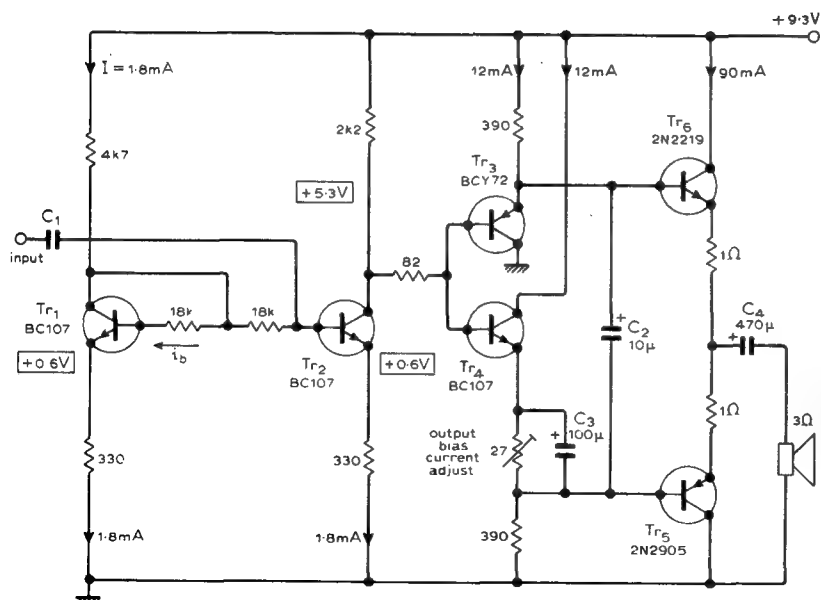 +9.3V
I = 1.8mA
12mA
12mA
90mA
4k7
2k2
390
Tr6
2N2219
Tr3
BCY72
+5.3V
C1
input
82
1Ω
18k
18k
Tr1
BC107
+0.6V
ib
Tr2
BC107
+0.6V
Tr4
BC107
+
C2
10μ
+
C4
470μ
1Ω
3Ω
output
bias
current
adjust
27
+
C3
100μ
330
330
390
Tr5
2N2905
1.8mA
1.8mA